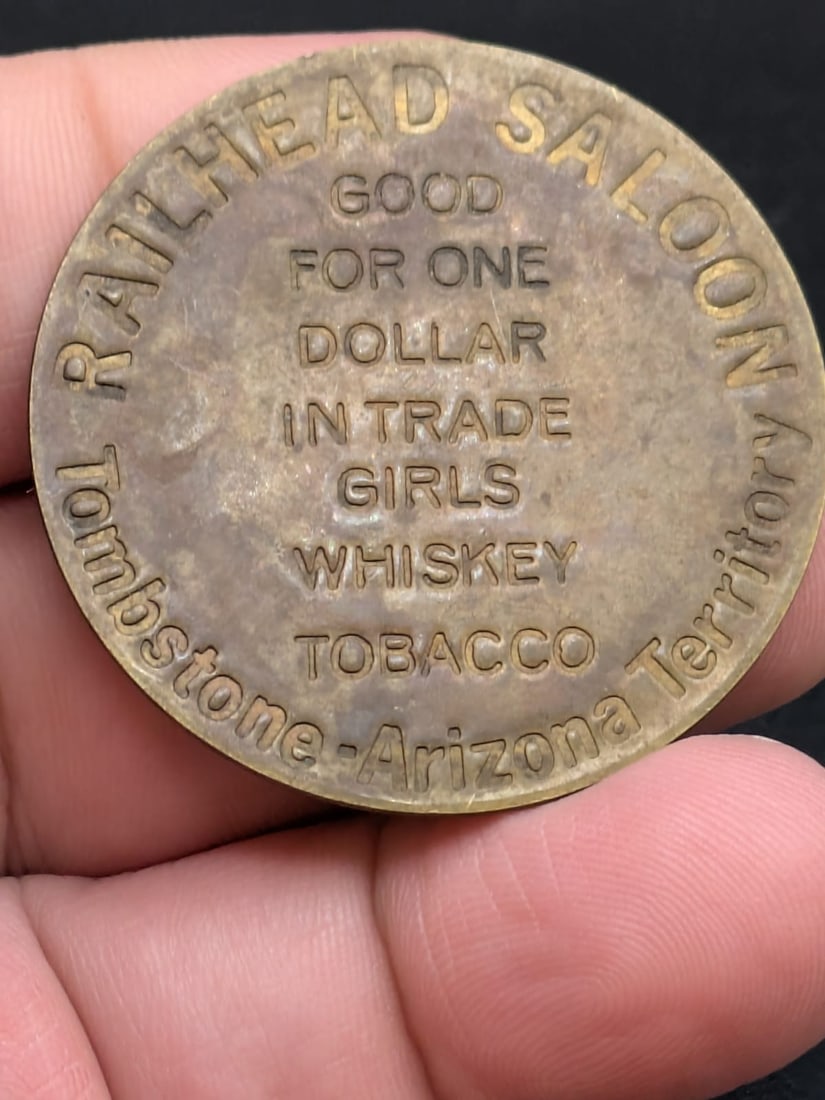 RAILHEAD SALOON
GOOD
FOR ONE
DOLLAR
IN TRADE
GIRLS
WHISKEY
TOBACCO
Tombstone-Arizona Territory